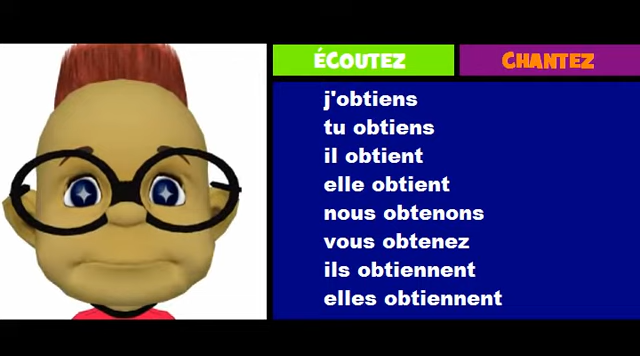 ÉCOUTEZ
CHANTEZ
j'obtiens
tu obtiens
il obtient
elle obtient
nous obtenons
vous obtenez
ils obtiennent
elles obtiennent